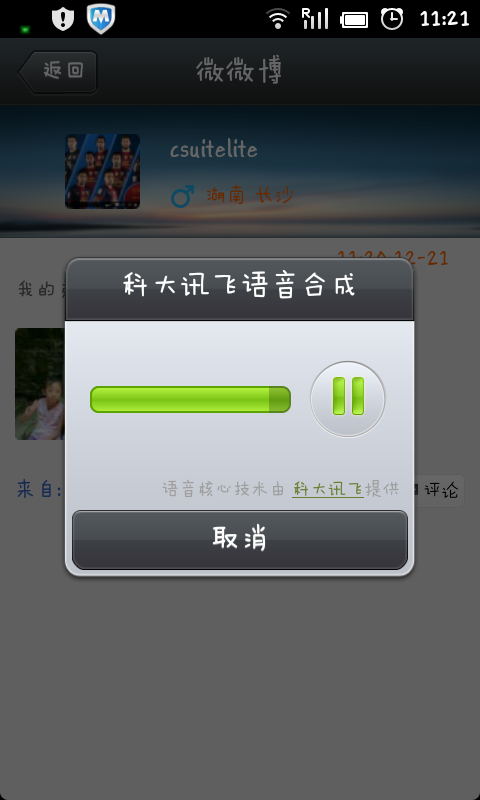 R
11:21
返回
微微博
csuitelite
湖南 长沙
11:20 12-21
我的
科大讯飞语音合成
语音核心技术由 科大讯飞提供
来自:
评论
取消